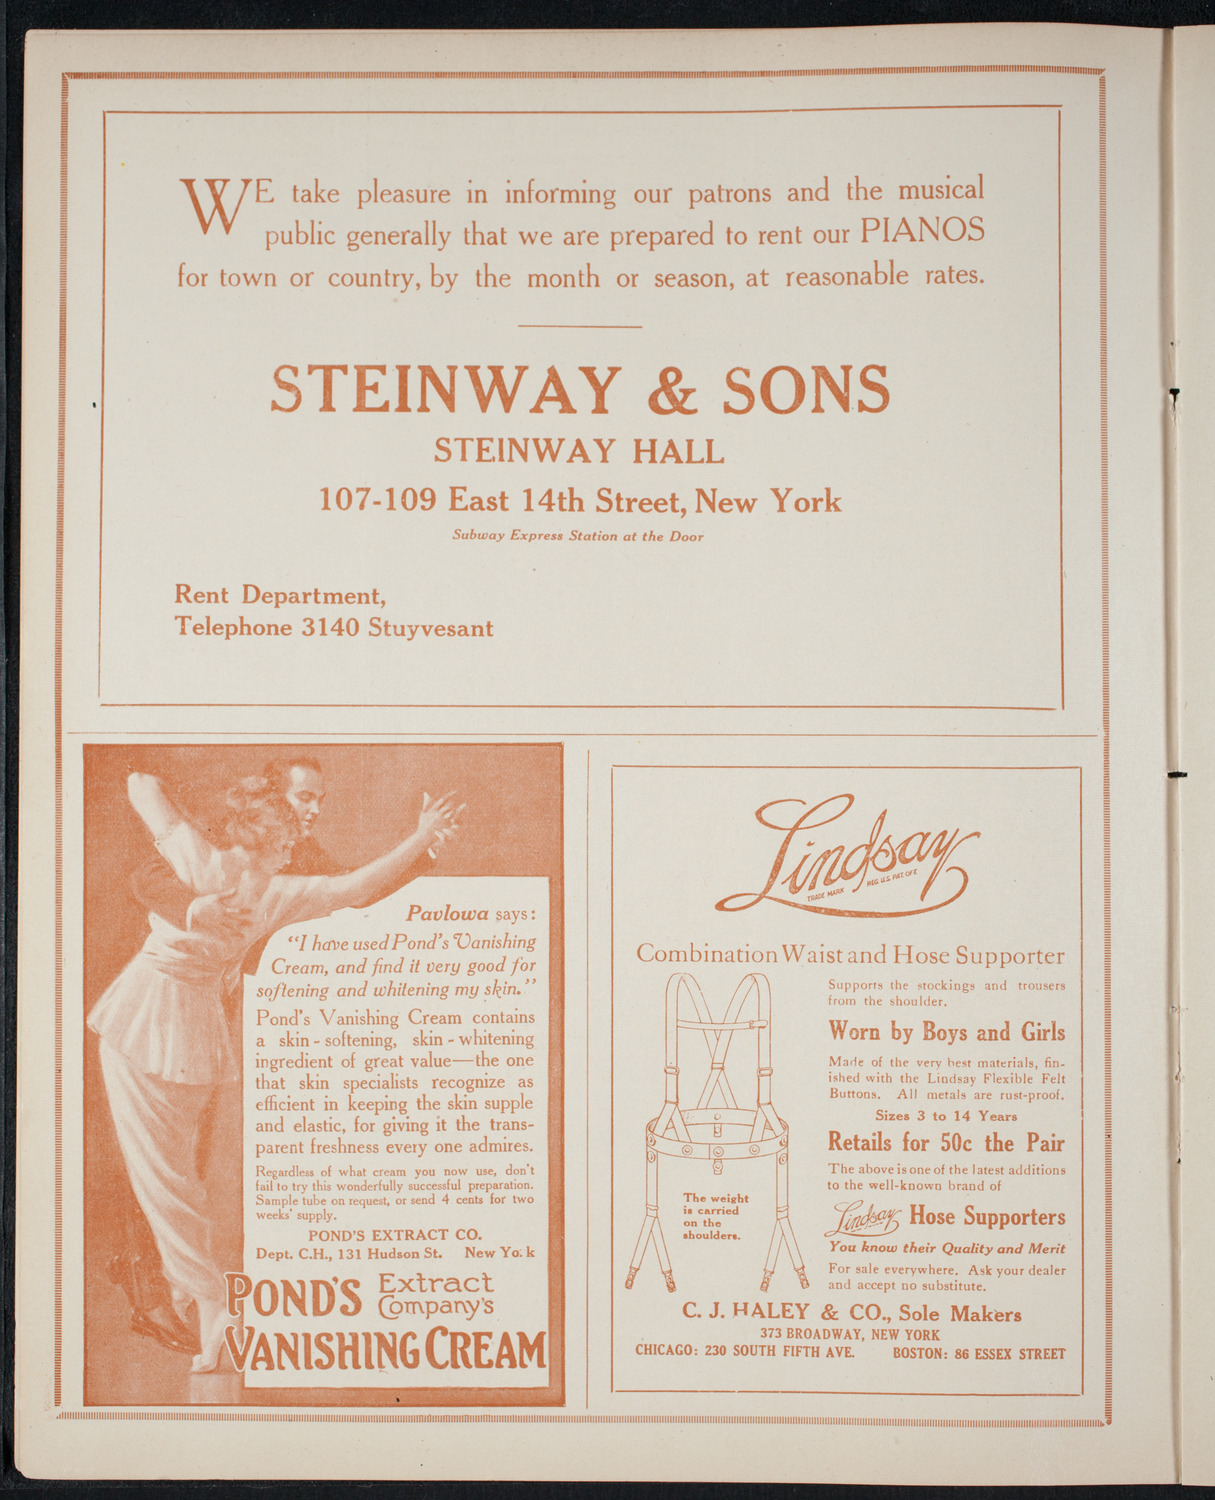 WE take pleasure in informing our patrons and the musical
public generally that we are prepared to rent our PIANOS
for town or country, by the month or season, at reasonable rates.
STEINWAY & SONS
STEINWAY HALL
107-109 East 14th Street, New York
Subway Express Station at the Door
Rent Department,
Telephone 3140 Stuyvesant
Pavlowa says:
"I have used Pond's Vanishing
Cream, and find it very good for
softening and whitening my skin."
Pond's Vanishing Cream contains
a skin-softening, skin-whitening
ingredient of great value—the one
that skin specialists recognize as
efficient in keeping the skin supple
and elastic, for giving it the trans-
parent freshness every one admires.
Regardless of what cream you now use, don't
fail to try this wonderfully successful preparation.
Sample tube on request, or send 4 cents for two
weeks' supply.
POND'S EXTRACT CO.
Dept. C.H., 131 Hudson St. New York
POND'S Extract
Company's
VANISHING CREAM
Lindsay
TRADE MARK REG. U.S. PAT. OFF.
Combination Waist and Hose Supporter
Supports the stockings and trousers
from the shoulder.
Worn by Boys and Girls
Made of the very best materials, fin-
ished with the Lindsay Flexible Felt
Buttons. All metals are rust-proof.
Sizes 3 to 14 Years
Retails for 50c the Pair
The above is one of the latest additions
to the well-known brand of
Lindsay Hose Supporters
You know their Quality and Merit
For sale everywhere. Ask your dealer
and accept no substitute.
The weight
is carried
on the
shoulders.
C. J. HALEY & CO., Sole Makers
373 BROADWAY, NEW YORK
CHICAGO: 230 SOUTH FIFTH AVE. BOSTON: 86 ESSEX STREET